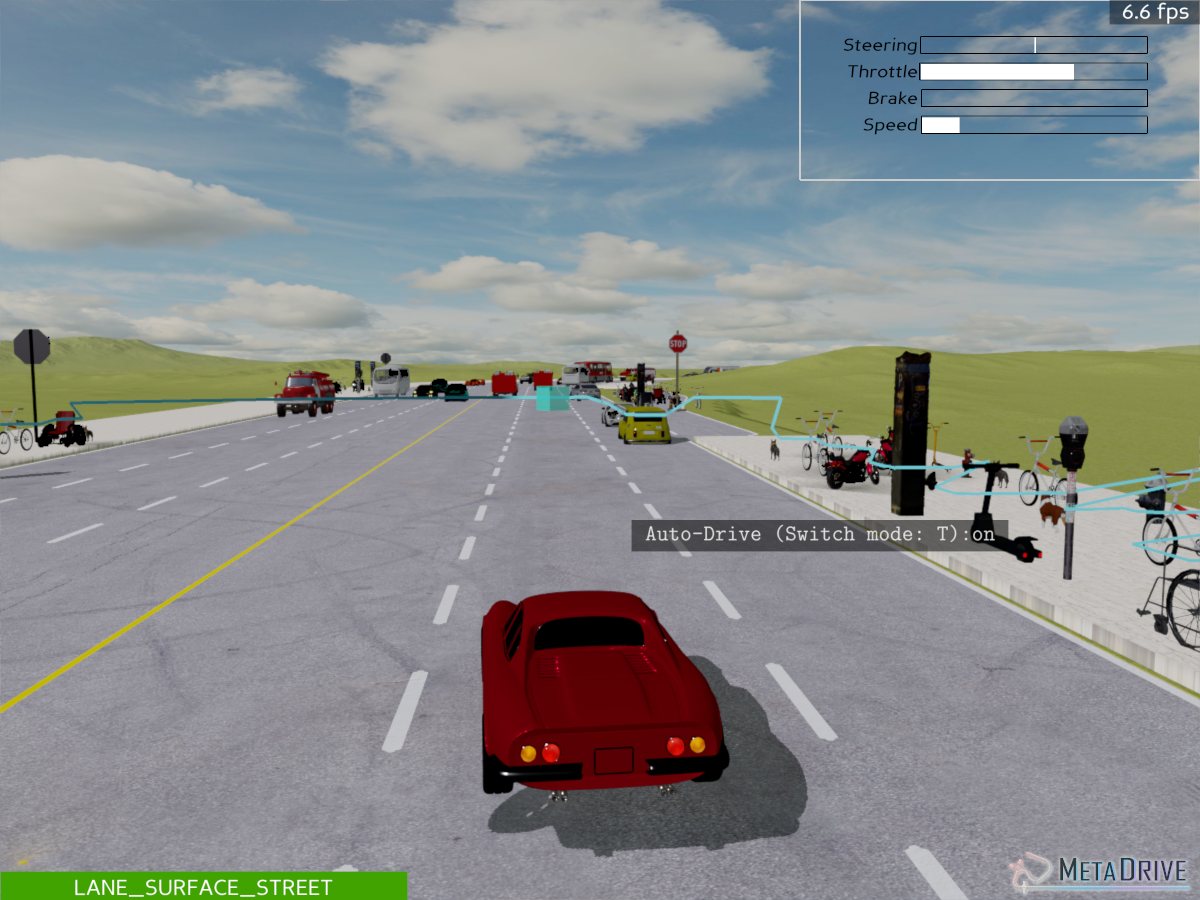 6.6 fps
Steering
Throttle
Brake
Speed
STOP
Auto-Drive (Switch mode: T):on
LANE_SURFACE_STREET
METADRIVE